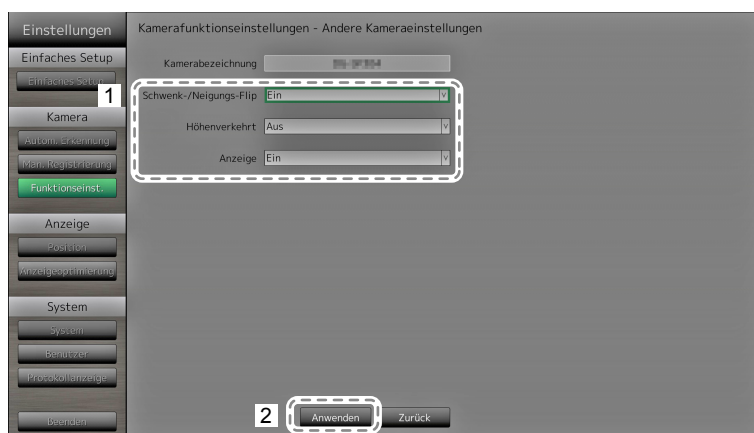 Einstellungen
Kamerafunktionseinstellungen - Andere Kameraeinstellungen
Einfaches Setup
Einfaches Setup
Kamera
Autom. Erkennung
Man. Registrierung
Funktionseinst.
Anzeige
Position
Anzeigeoptimierung
System
System
Benutzer
Protokollanzeige
Beenden
Kamerabezeichnung
1
Schwenk-/Neigungs-Flip Ein
Höhenverkehrt Aus
Anzeige Ein
2
Anwenden Zurück